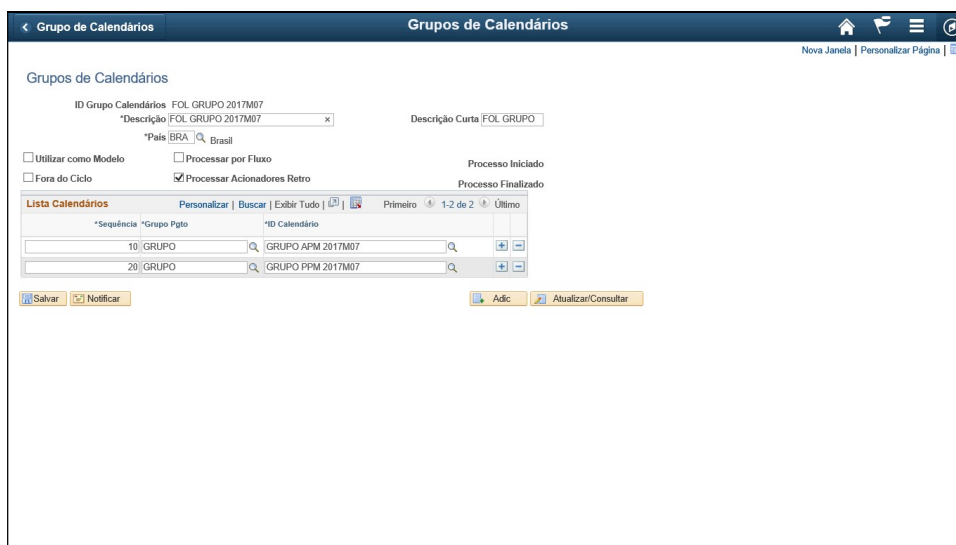 Grupo de Calendários
Grupos de Calendários
Nova Janela | Personalizar Página |
Grupos de Calendários
ID Grupo Calendários FOL GRUPO 2017M07
*Descrição FOL GRUPO 2017M07 × Descrição Curta FOL GRUPO
*País BRA Brasil
Utilizar como Modelo Processar por Fluxo Processo Iniciado
Fora do Ciclo Processar Acionadores Retro Processo Finalizado
Lista Calendários Personalizar | Buscar | Exibir Tudo | | Primeiro 1-2 de 2 Último
*Sequência *Grupo Pgto *ID Calendário
10 GRUPO GRUPO APM 2017M07
20 GRUPO GRUPO PPM 2017M07
Salvar Notificar Adic Atualizar/Consultar